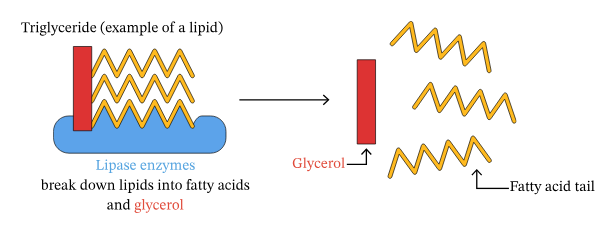 Triglyceride (example of a lipid)
Lipase enzymes
break down lipids into fatty acids
and glycerol
Glycerol
Fatty acid tail